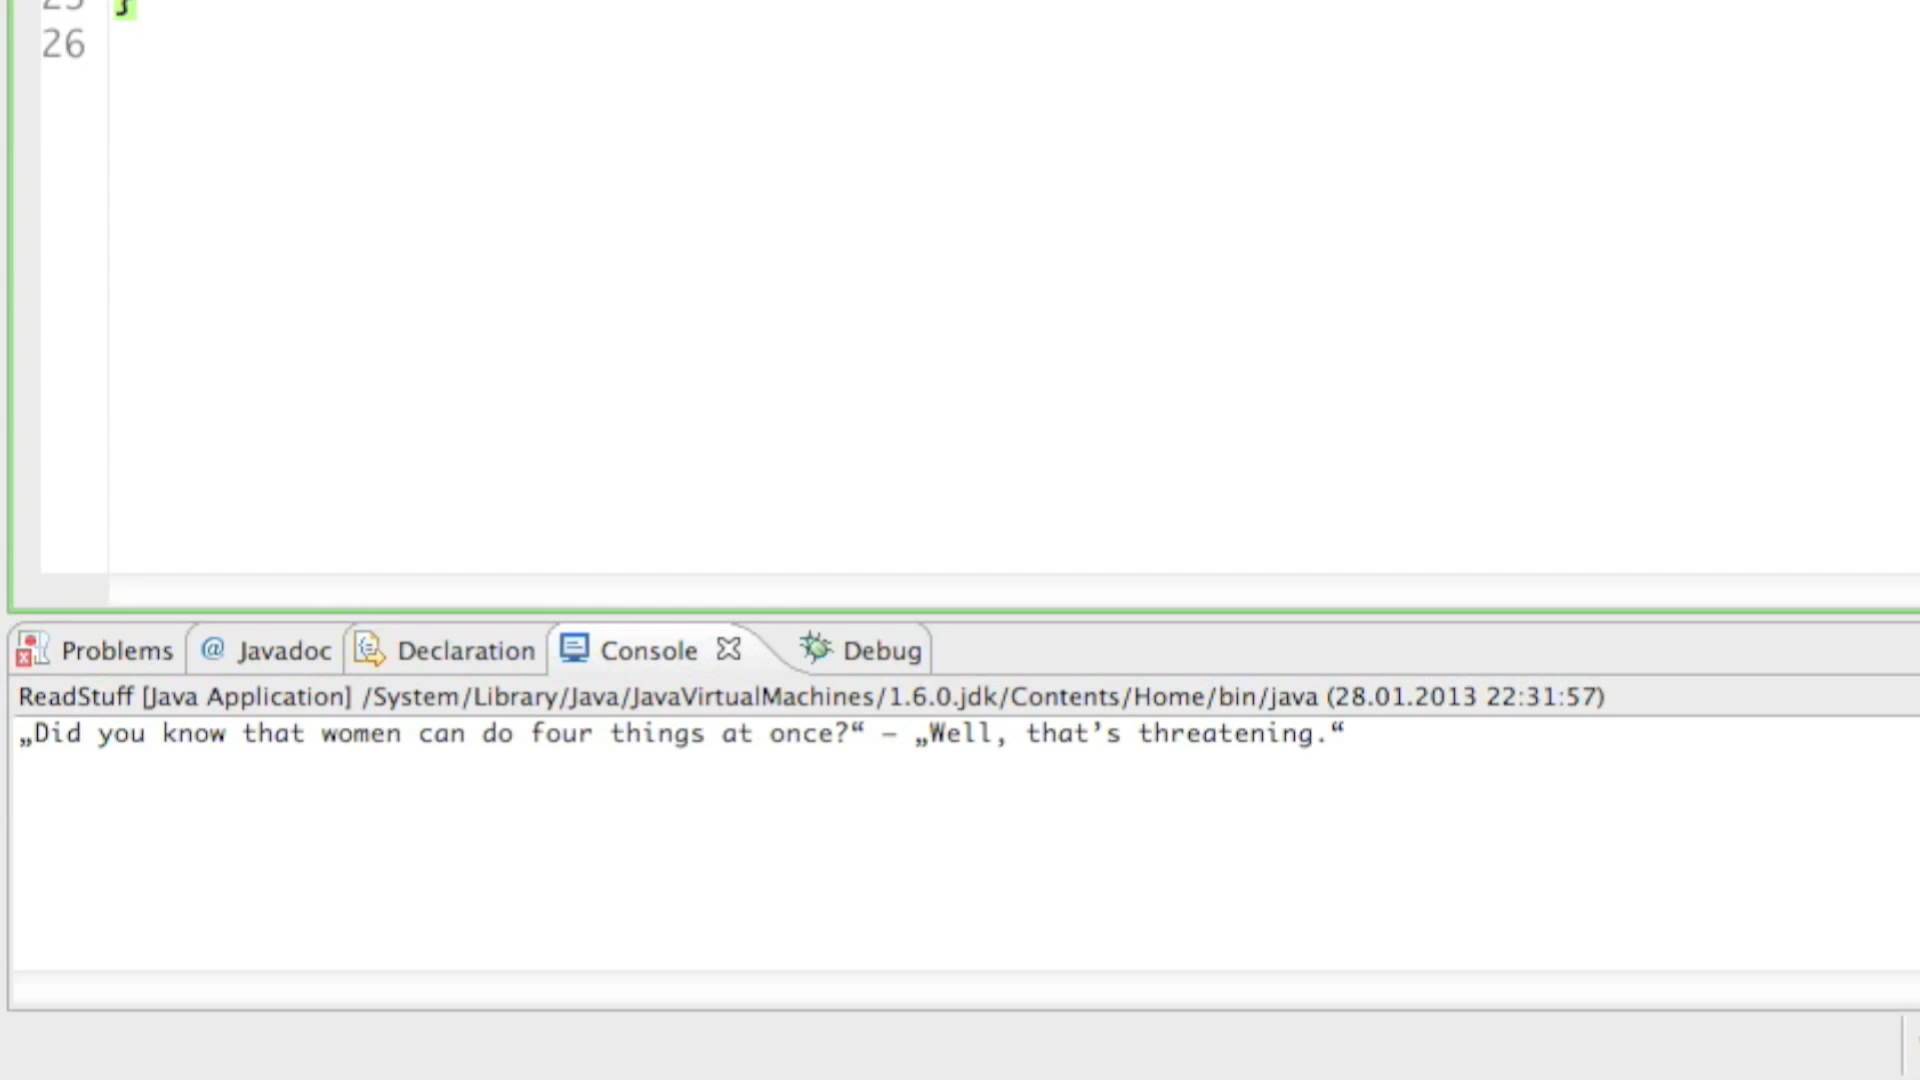 26
Problems @ Javadoc Declaration Console Debug
ReadStuff [Java Application] /System/Library/Java/JavaVirtualMachines/1.6.0.jdk/Contents/Home/bin/java (28.01.2013 22:31:57)
„Did you know that women can do four things at once?“ – „Well, that’s threatening.“